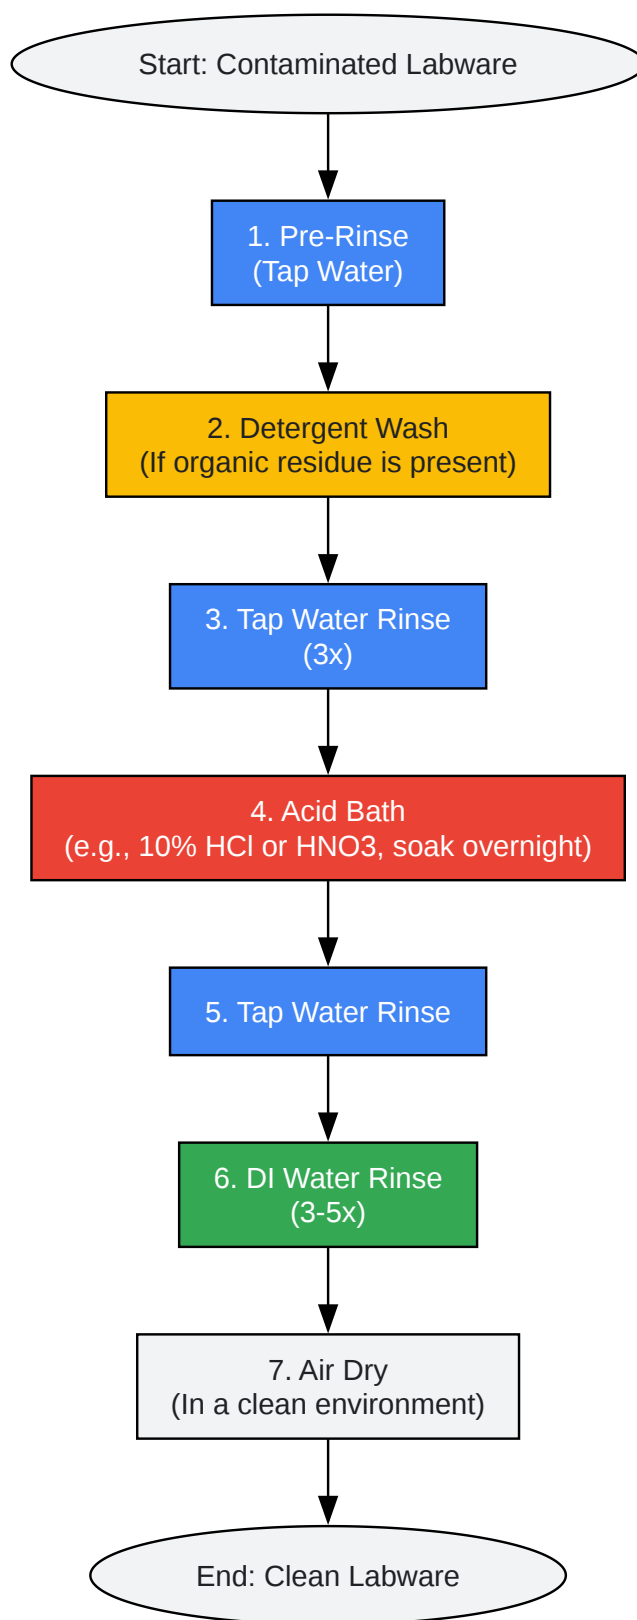 Start: Contaminated Labware
1. Pre-Rinse
(Tap Water)
2. Detergent Wash
(If organic residue is present)
3. Tap Water Rinse
(3x)
4. Acid Bath
(e.g., 10% HCl or HNO3, soak overnight)
5. Tap Water Rinse
6. DI Water Rinse
(3-5x)
7. Air Dry
(In a clean environment)
End: Clean Labware